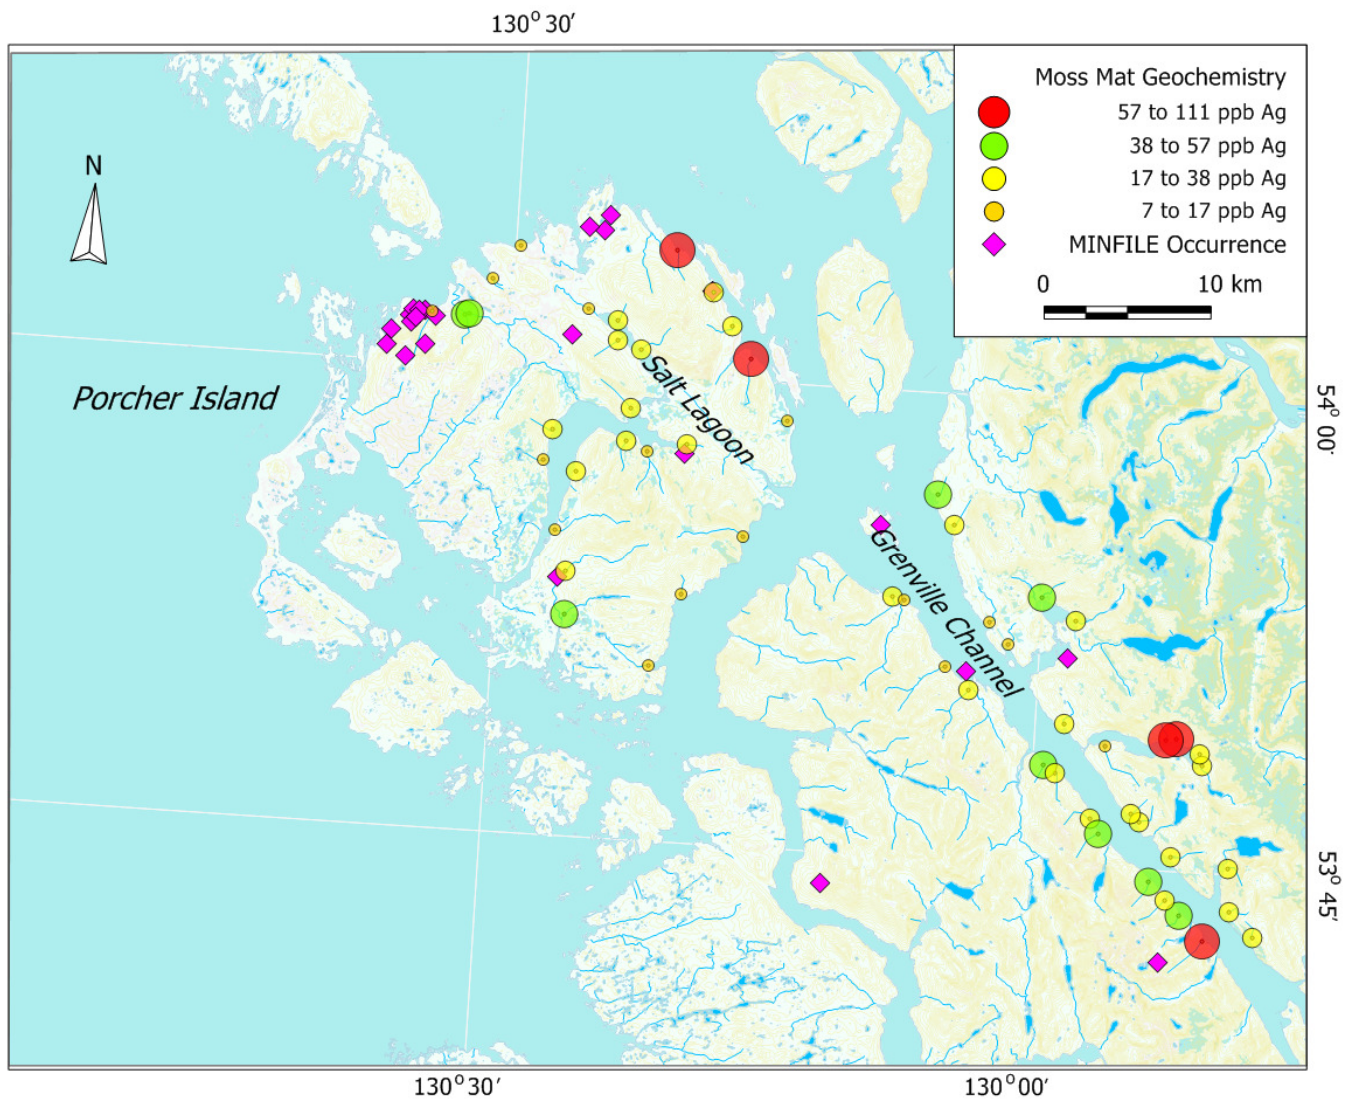 130° 30′
Moss Mat Geochemistry
57 to 111 ppb Ag
38 to 57 ppb Ag
17 to 38 ppb Ag
7 to 17 ppb Ag
MINFILE Occurrence
0 10 km
N
Porcher Island
Salt Lagoon
54° 00′
Grenville Channel
53° 45′
130° 30′
130° 00′